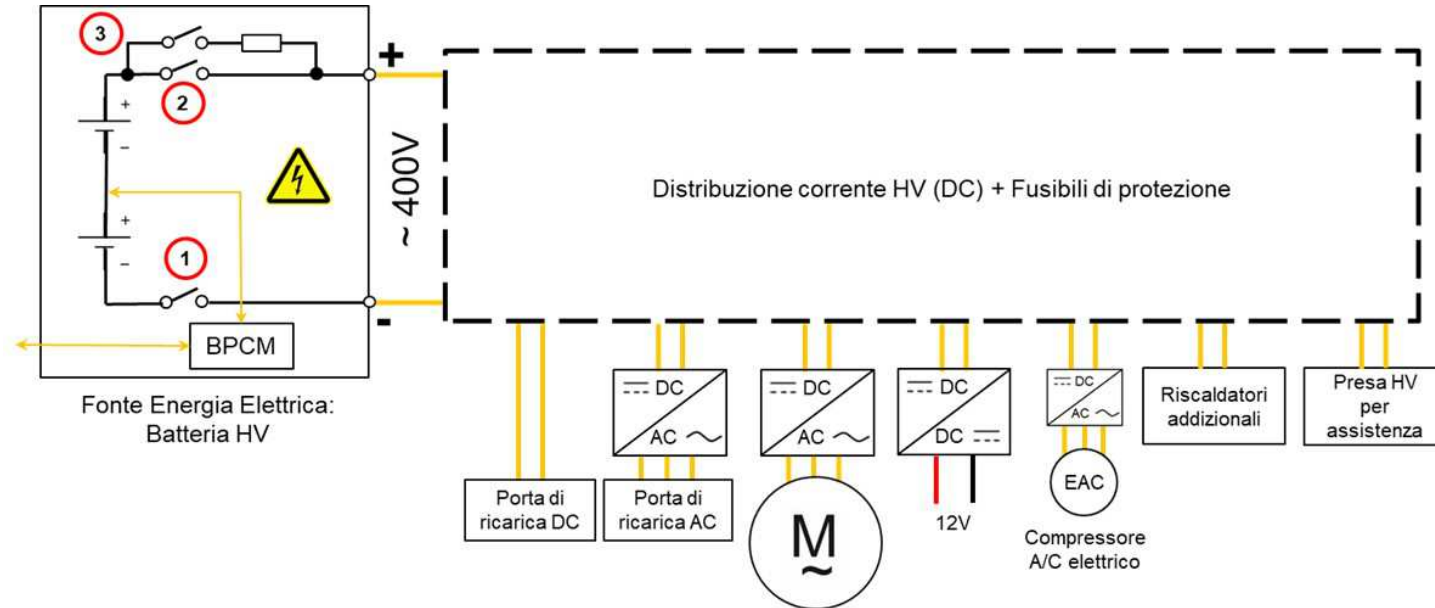 3
2
+
-
+
-
1
BPCM
+
-
~ 400V
Fonte Energia Elettrica:
Batteria HV
Distribuzione corrente HV (DC) + Fusibili di protezione
Porta di
ricarica DC
DC
AC
Porta di
ricarica AC
DC
AC
M
~
DC
DC
12V
DC
AC
EAC
Compressore
A/C elettrico
Riscaldatori
addizionali
Presa HV
per
assistenza